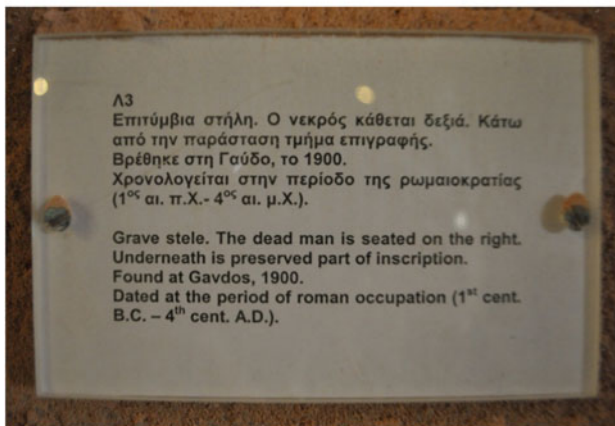 Λ3
Επιτύμβια στήλη. Ο νεκρός κάθεται δεξιά. Κάτω
από την παράσταση τμήμα επιγραφής.
Βρέθηκε στη Γαύδο, το 1900.
Χρονολογείται στην περίοδο της ρωμαιοκρατίας
(1ος αι. π.Χ.- 4ος αι. μ.Χ.).
Grave stele. The dead man is seated on the right.
Underneath is preserved part of inscription.
Found at Gavdos, 1900.
Dated at the period of roman occupation (1st cent.
B.C. – 4th cent. A.D.).